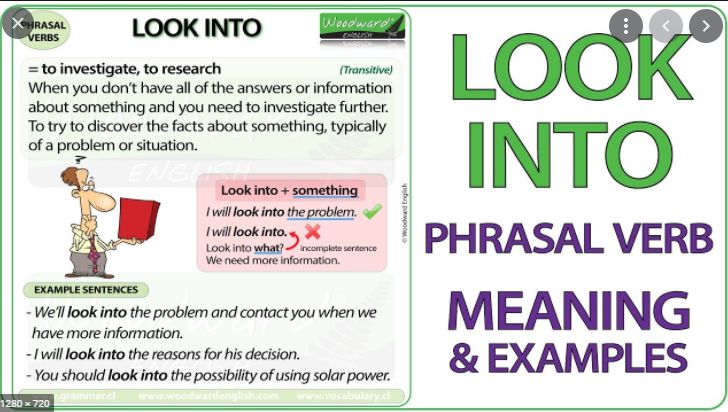 PHRASAL
VERBS
LOOK INTO
Woodward®
ENGLISH
= to investigate, to research
(Transitive)
When you don't have all of the answers or information
about something and you need to investigate further.
To try to discover the facts about something, typically
of a problem or situation.
?
ENGLISH
Look into + something
I will look into the problem.
I will look into.
Look into what?
incomplete sentence
We need more information.
© Woodward English
EXAMPLE SENTENCES
- We'll look into the problem and contact you when we
have more information.
- I will look into the reasons for his decision.
- You should look into the possibility of using solar power.
grammar.cl
www.woodwardenglish.com
www.vocabulary.cl
1280 × 720
LOOK
INTO
PHRASAL VERB
MEANING
& EXAMPLES